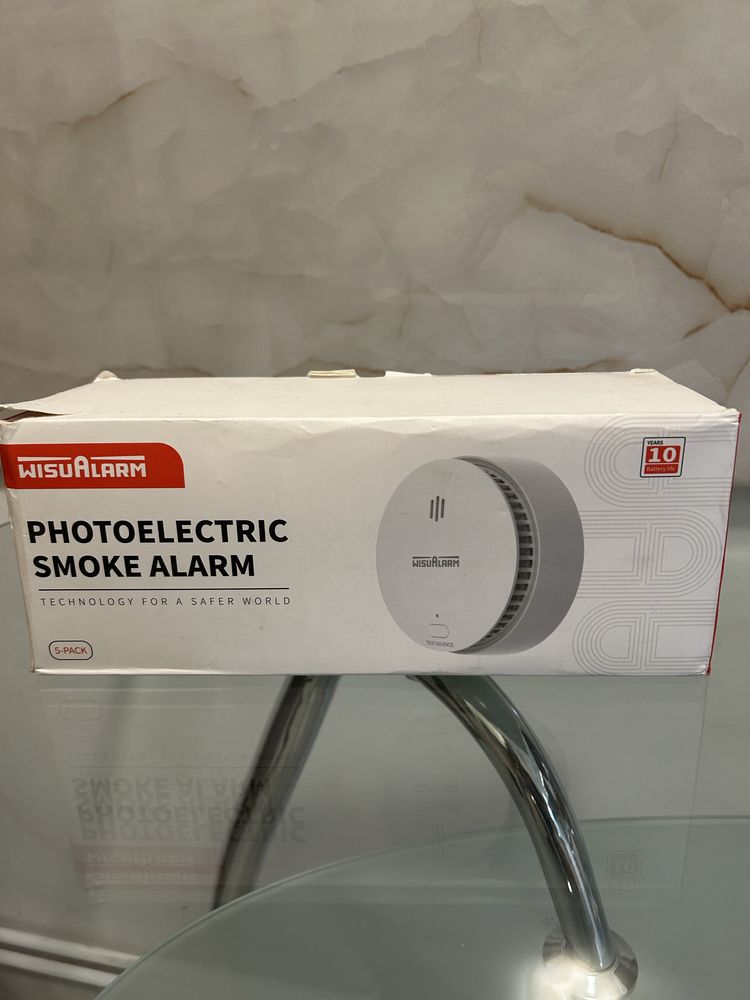 WISUALARM
PHOTOELECTRIC
SMOKE ALARM
TECHNOLOGY FOR A SAFER WORLD
5-PACK
WISUALARM
TEST/SILENCE
YEARS
10
Battery life